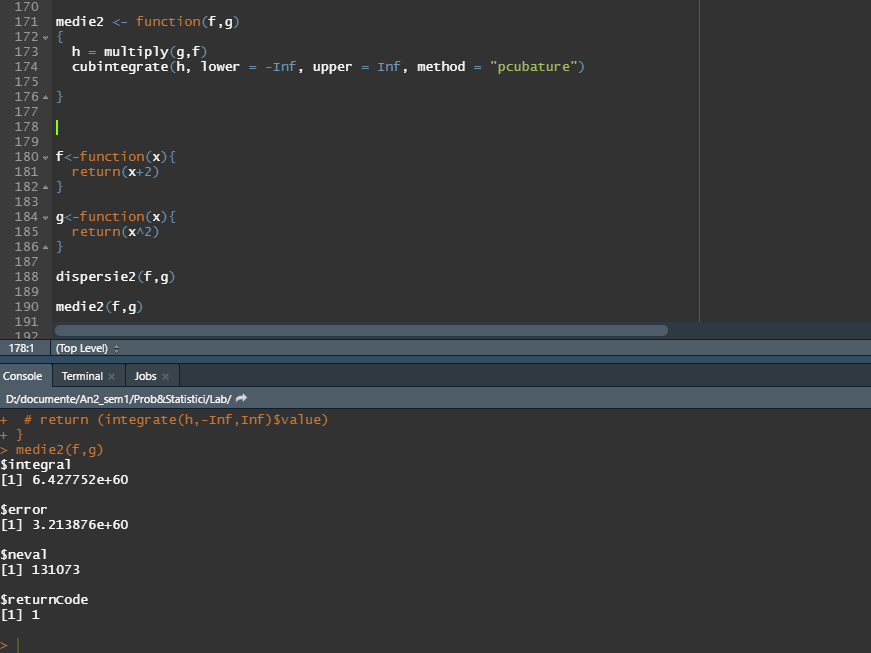 170
171 medie2 <- function(f,g)
172 {
173   h = multiply(g,f)
174   cubintegrate(h, lower = -Inf, upper = Inf, method = "pcubature")
175
176 }
177
178
179
180 f<-function(x){
181   return(x+2)
182 }
183
184 g<-function(x){
185   return(x^2)
186 }
187
188 dispersie2(f,g)
189
190 medie2(f,g)
191
192
178:1 (Top Level)
Console Terminal Jobs
D:/documente/An2_sem1/Prob&Statistici/Lab/
+   # return (integrate(h,-Inf,Inf)$value)
+ }
> medie2(f,g)
$integral
[1] 6.427752e+60

$error
[1] 3.213876e+60

$neval
[1] 131073

$returnCode
[1] 1

>